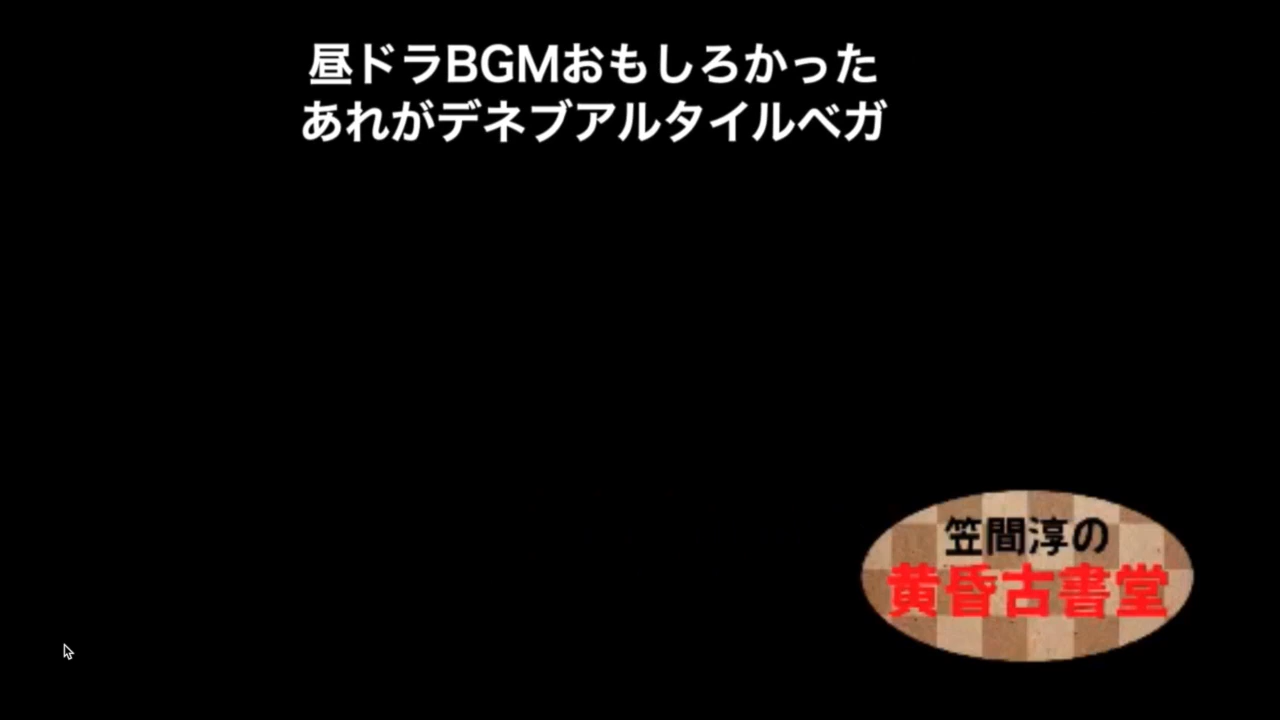 昼ドラBGMおもしろかった
あれがデネブアルタイルベガ
笠間淳の
黄昏古書堂